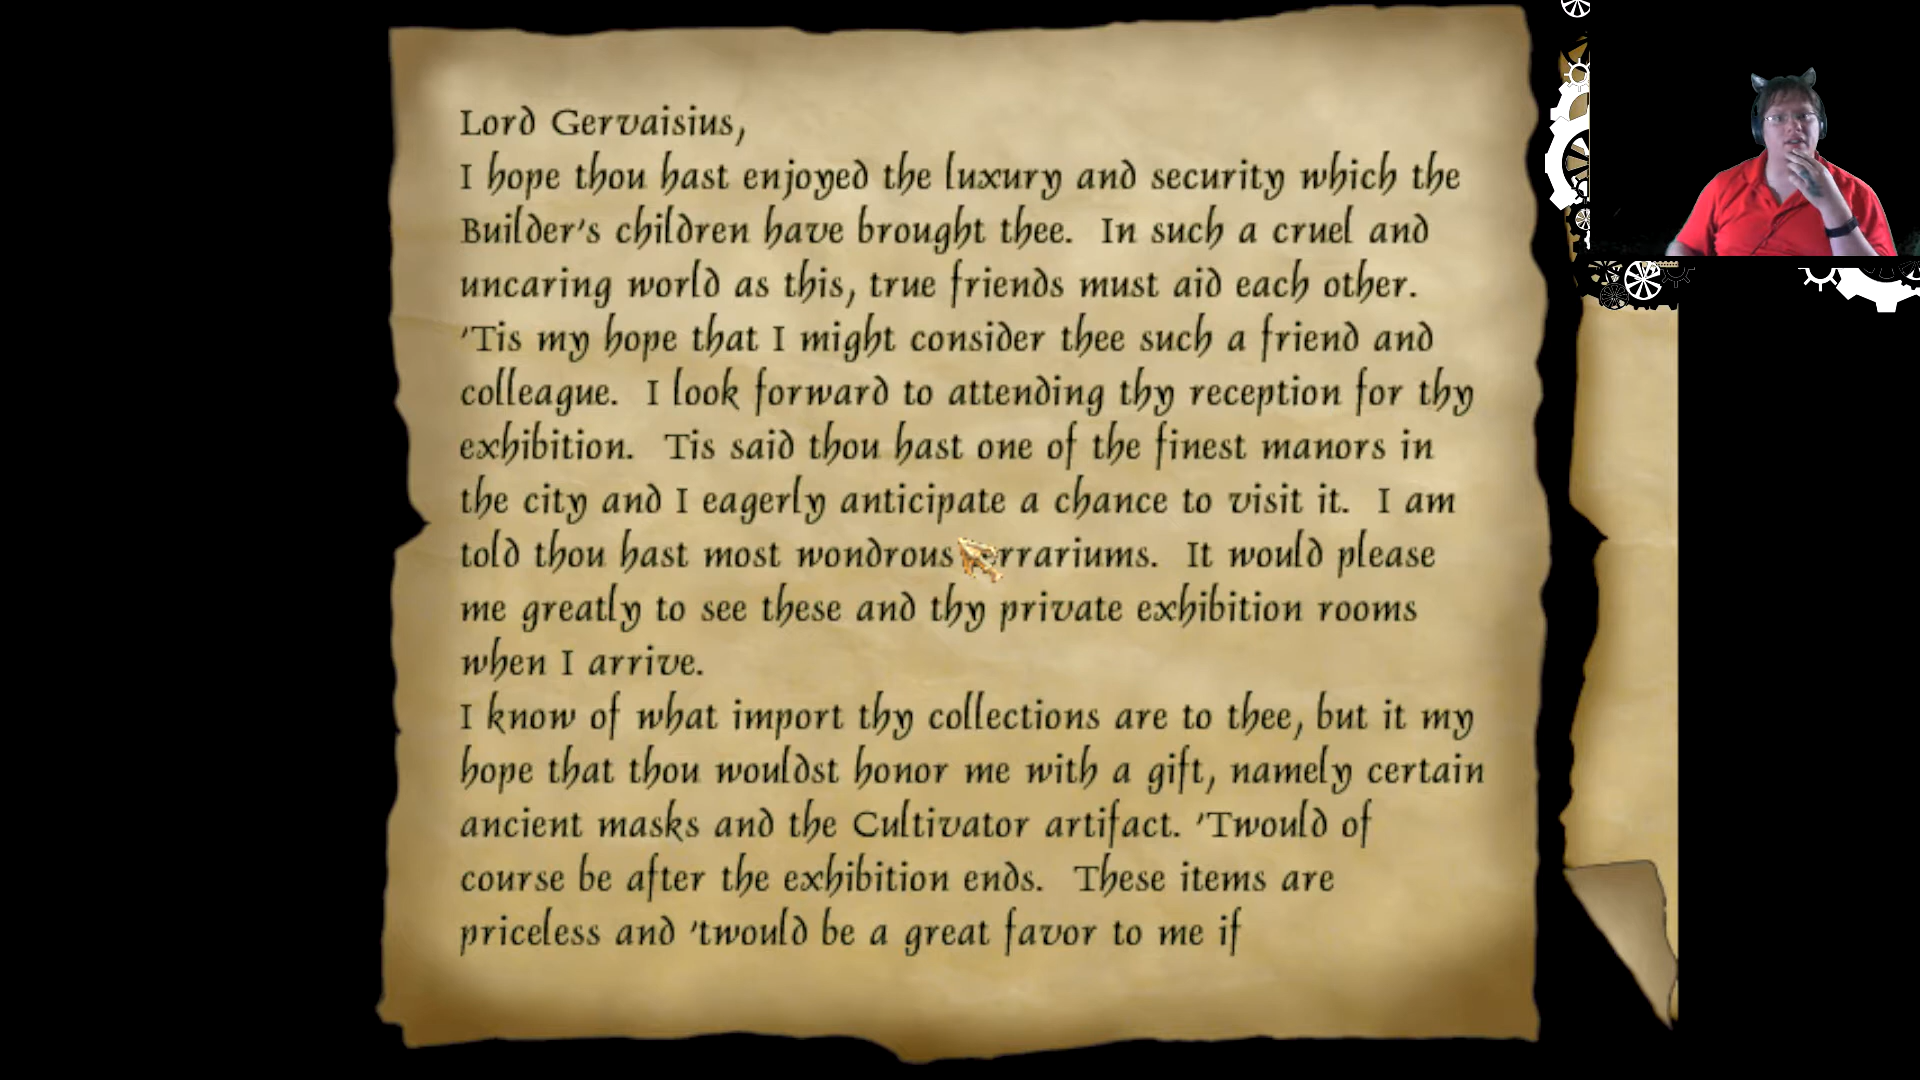 Lord Gervaisius,
I hope thou hast enjoyed the luxury and security which the
Builder's children have brought thee.  In such a cruel and
uncaring world as this, true friends must aid each other.
'Tis my hope that I might consider thee such a friend and
colleague.  I look forward to attending thy reception for thy
exhibition.  Tis said thou hast one of the finest manors in
the city and I eagerly anticipate a chance to visit it.  I am
told thou hast most wondrous terrariums.  It would please
me greatly to see these and thy private exhibition rooms
when I arrive.
I know of what import thy collections are to thee, but it my
hope that thou wouldst honor me with a gift, namely certain
ancient masks and the Cultivator artifact. 'Twould of
course be after the exhibition ends.  These items are
priceless and 'twould be a great favor to me if